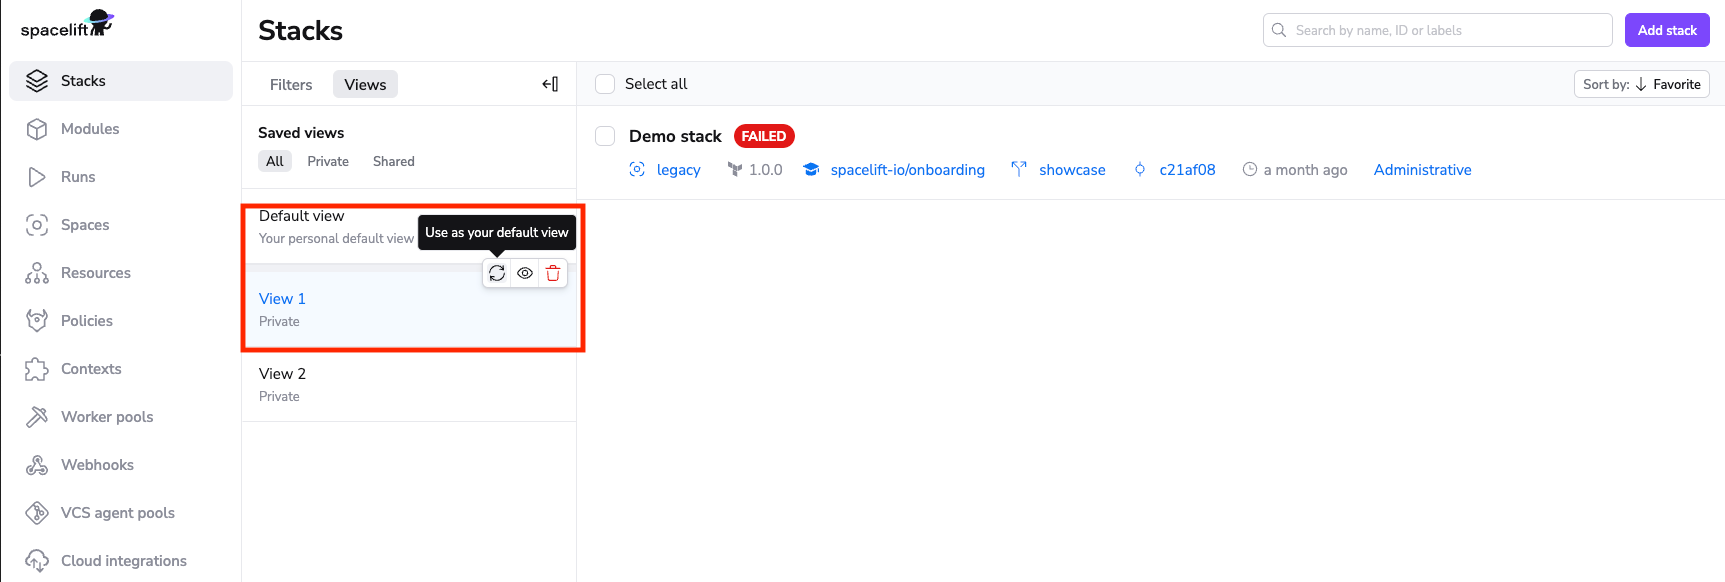 spacelift
Stacks
Modules
Runs
Spaces
Resources
Policies
Contexts
Worker pools
Webhooks
VCS agent pools
Cloud integrations
Stacks
Search by name, ID or labels
Add stack
Filters
Views
Saved views
All
Private
Shared
Default view
Your personal default view
Use as your default view
View 1
Private
View 2
Private
Select all
Sort by: Favorite
Demo stack FAILED
legacy 1.0.0 spacelift-io/onboarding showcase c21af08 a month ago Administrative